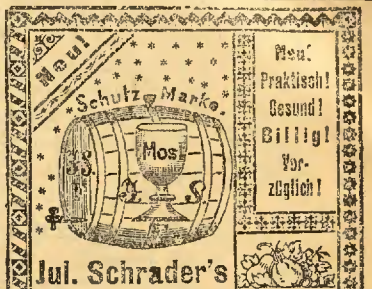 Neu!
Schutz Marke.
Most
Jul. Schrader's
Neu!
Praktisch!
Gesund!
Billig!
Vor-
züglich!